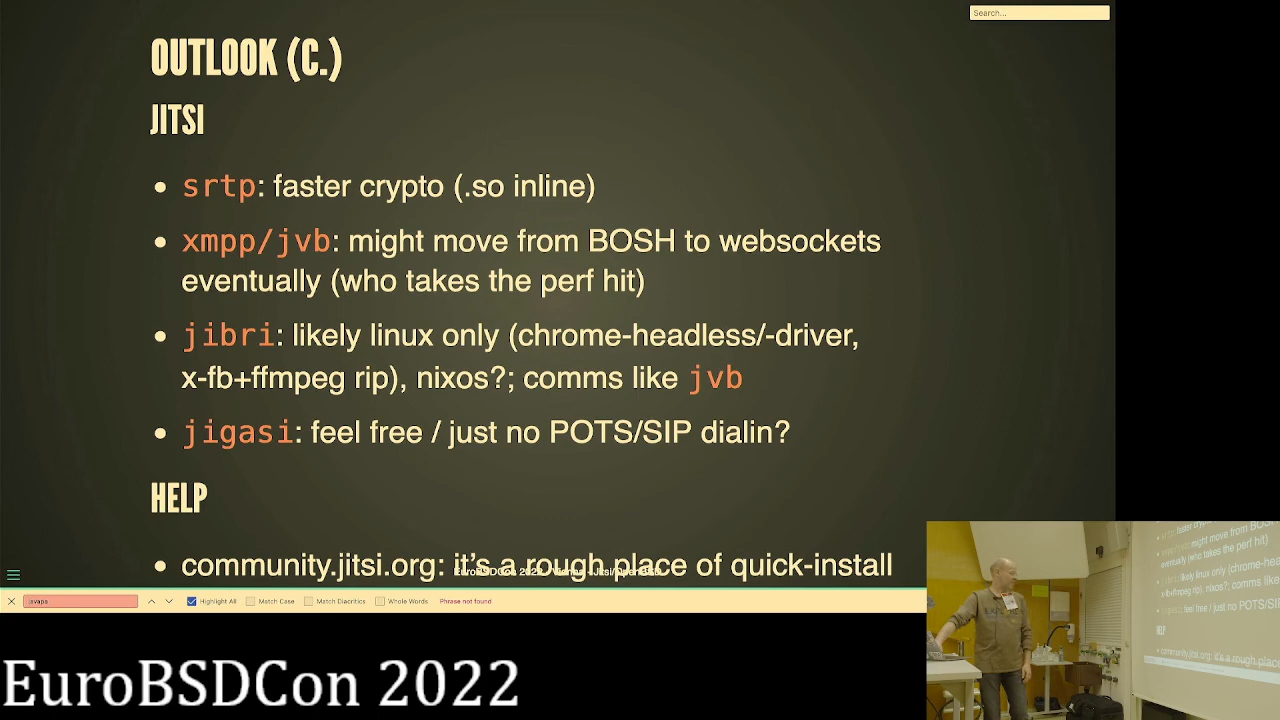 Search...
OUTLOOK (C.)
JITSI
srtp: faster crypto (.so inline)
xmpp/jvb: might move from BOSH to websockets
eventually (who takes the perf hit)
jibri: likely linux only (chrome-headless/-driver,
x-fb+ffmpeg rip), nixos?; comms like jvb
jigasi: feel free / just no POTS/SIP dialin?
HELP
community.jitsi.org: it's a rough place of quick-install
Highlight All Match Case Match Diacritics Whole Words Phrase not found
EuroBSDCon 2022